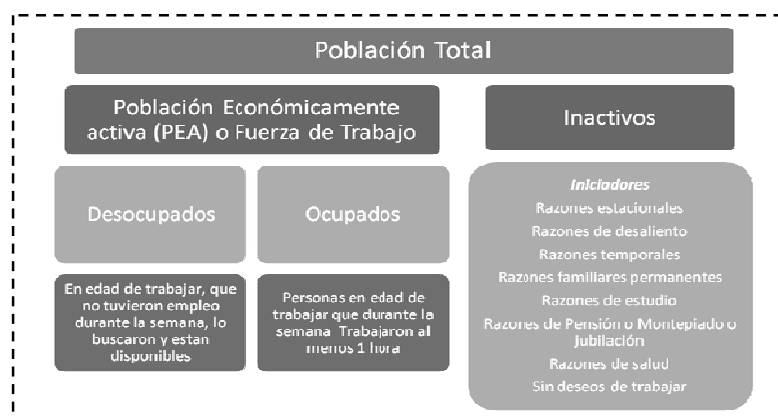 Población Total
Población Económicamente
activa (PEA) o Fuerza de Trabajo
Inactivos
Desocupados
Ocupados
En edad de trabajar, que
no tuvieron empleo
durante la semana, lo
buscaron y estan
disponibles
Personas en edad de
trabajar que durante la
semana Trabajaron al
menos 1 hora
Iniciadores
Razones estacionales
Razones de desaliento
Razones temporales
Razones familiares permanentes
Razones de estudio
Razones de Pensión o Montepiado o
Jubilación
Razones de salud
Sin deseos de trabajar